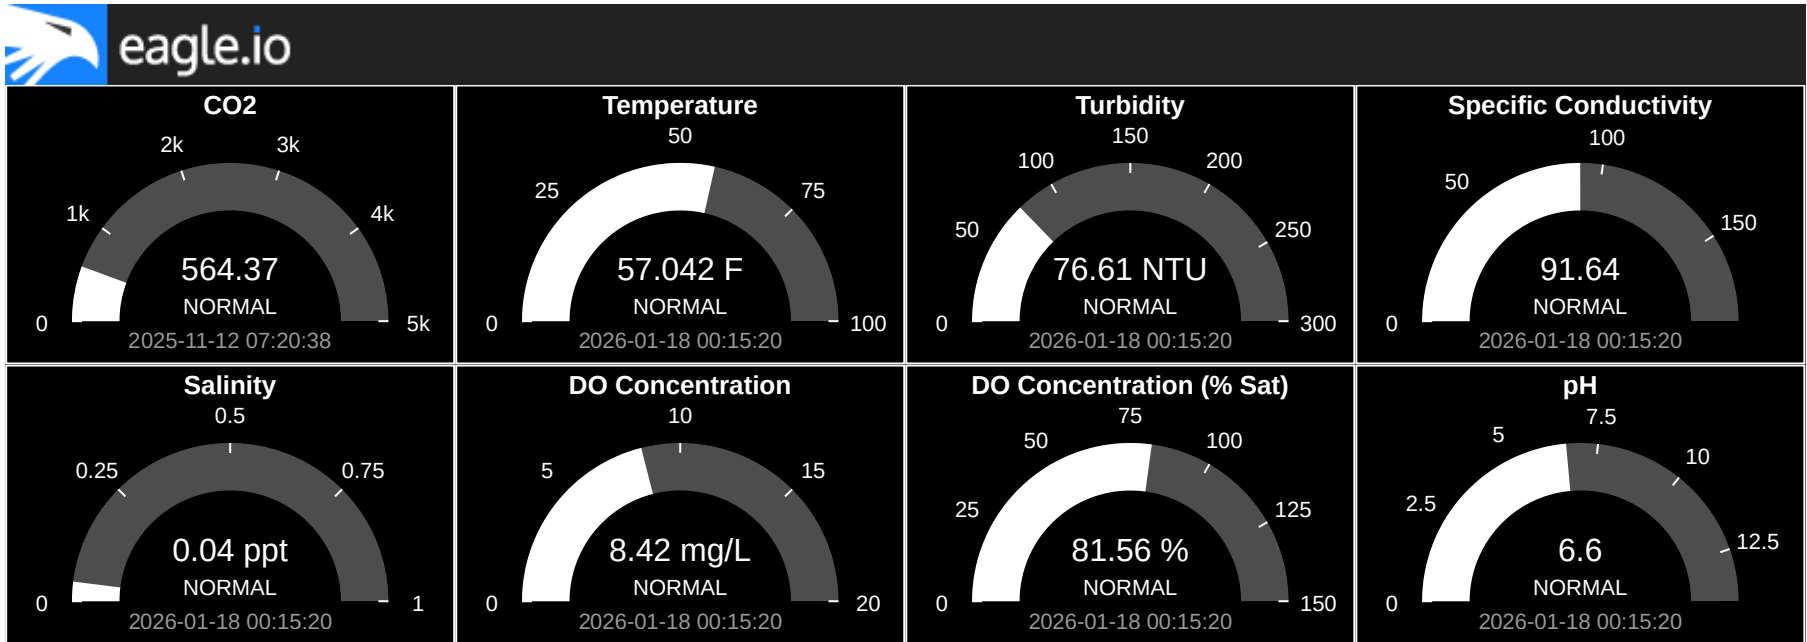 eagle.io
CO2
0
1k
2k
3k
4k
5k
564.37
NORMAL
2025-11-12 07:20:38
Temperature
0
25
50
75
100
57.042 F
NORMAL
2026-01-18 00:15:20
Turbidity
0
50
100
150
200
250
300
76.61 NTU
NORMAL
2026-01-18 00:15:20
Specific Conductivity
0
50
100
150
91.64
NORMAL
2026-01-18 00:15:20
Salinity
0
0.25
0.5
0.75
1
0.04 ppt
NORMAL
2026-01-18 00:15:20
DO Concentration
0
5
10
15
20
8.42 mg/L
NORMAL
2026-01-18 00:15:20
DO Concentration (% Sat)
0
25
50
75
100
125
150
81.56 %
NORMAL
2026-01-18 00:15:20
pH
0
2.5
5
7.5
10
12.5
6.6
NORMAL
2026-01-18 00:15:20